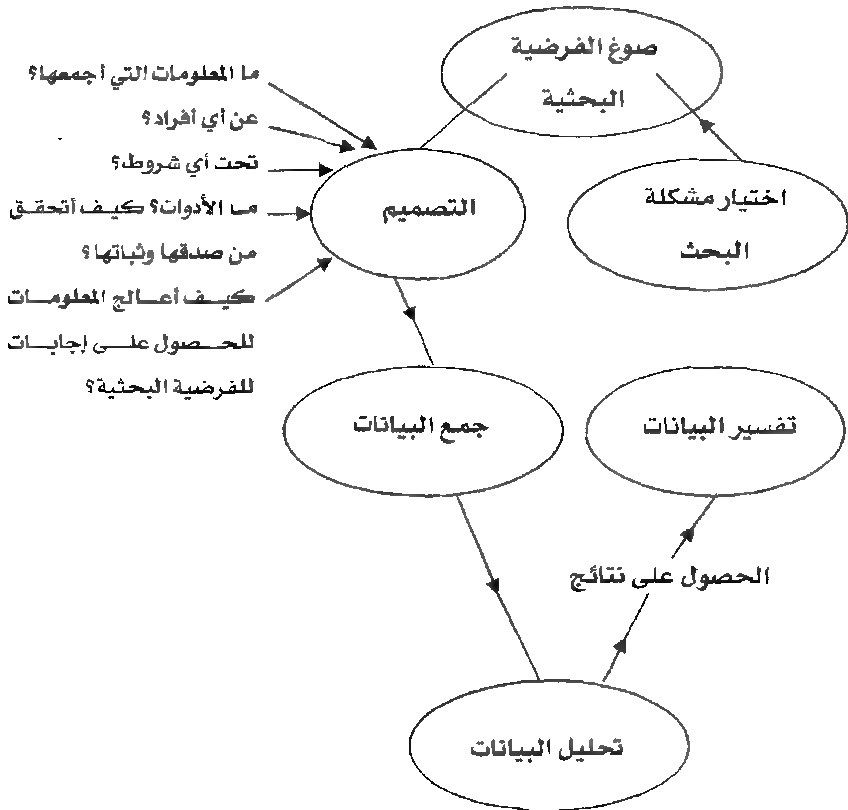 صوغ الفرضية
البحثية
اختيار مشكلة
البحث
ما المعلومات التي أجمعها؟
عن أي أفراد؟
تحت أي شروط؟
ما الأدوات؟ كيف أتحقق
من صدقها وثباتها؟
كيف أعالج المعلومات
للحصول على إجابات
للفرضية البحثية؟
التصميم
جمع البيانات
تفسير البيانات
الحصول على نتائج
تحليل البيانات